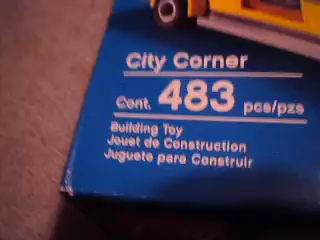 City Corner
Cont. 483 pcs/pzs
Building Toy
Jouet de Construction
Juguete para Construir